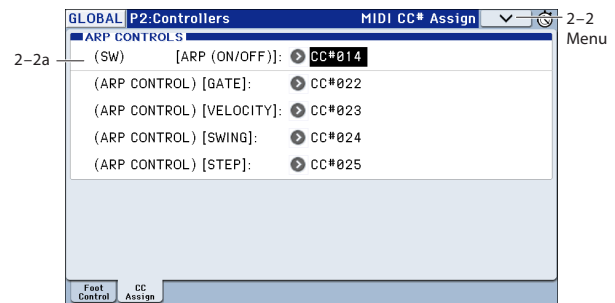 GLOBAL P2:Controllers MIDI CC# Assign
2–2
Menu
ARP CONTROLS
2–2a
(SW) [ARP (ON/OFF)]: CC#014
(ARP CONTROL) [GATE]: CC#022
(ARP CONTROL) [VELOCITY]: CC#023
(ARP CONTROL) [SWING]: CC#024
(ARP CONTROL) [STEP]: CC#025
Foot Control
CC Assign